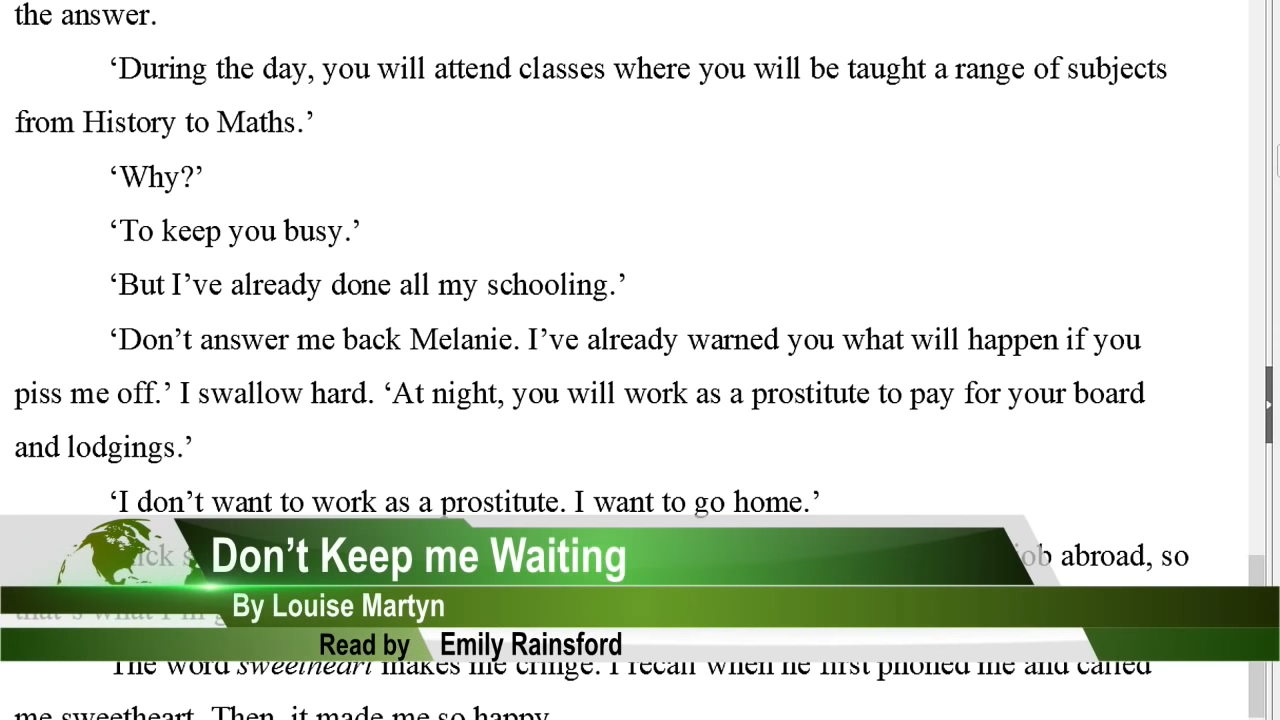 the answer.
‘During the day, you will attend classes where you will be taught a range of subjects
from History to Maths.’
‘Why?’
‘To keep you busy.’
‘But I’ve already done all my schooling.’
‘Don’t answer me back Melanie. I’ve already warned you what will happen if you
piss me off.’ I swallow hard. ‘At night, you will work as a prostitute to pay for your board
and lodgings.’
‘I don’t want to work as a prostitute. I want to go home.’
job abroad, so
Don’t Keep me Waiting
By Louise Martyn
Read by Emily Rainsford
The word sweetheart makes me cringe. I recall when he first phoned me and called
me sweetheart. Then, it made me so happy.